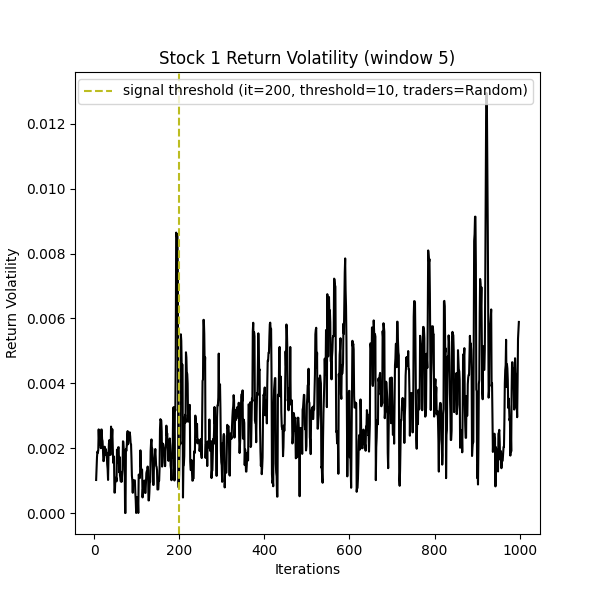 Stock 1 Return Volatility (window 5)
signal threshold (it=200, threshold=10, traders=Random)
0.012
0.010
0.008
0.006
0.004
0.002
0.000
Return Volatility
0 200 400 600 800 1000
Iterations